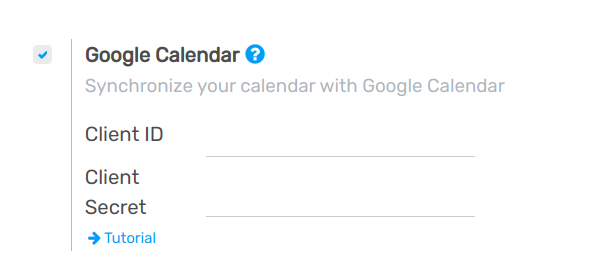 Google Calendar ?
Synchronize your calendar with Google Calendar
Client ID
Client
Secret
Tutorial